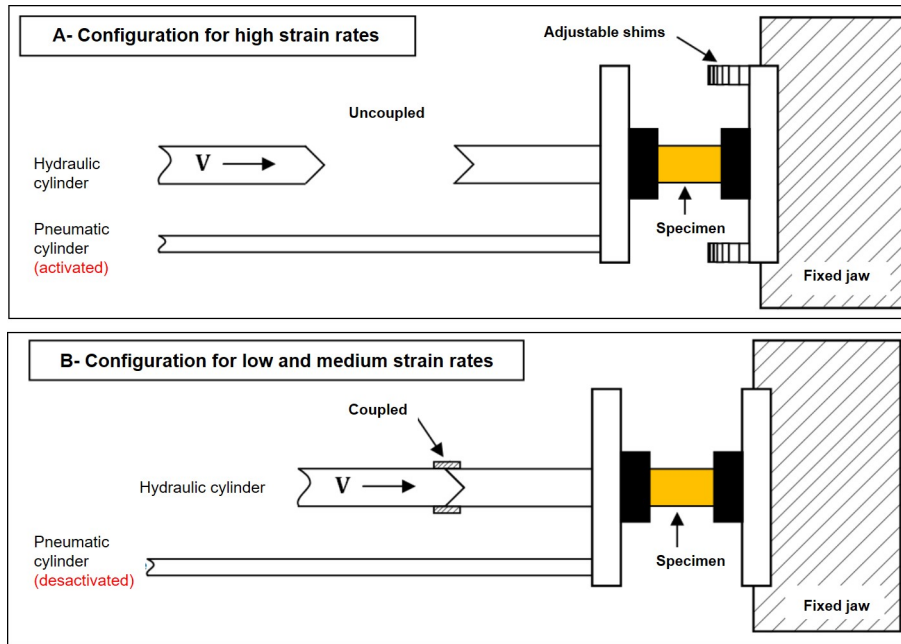 A- Configuration for high strain rates
Adjustable shims
Uncoupled
Hydraulic
cylinder
V
Pneumatic
cylinder
(activated)
Specimen
Fixed jaw
B- Configuration for low and medium strain rates
Coupled
Hydraulic cylinder
V
Pneumatic
cylinder
(desactivated)
Specimen
Fixed jaw